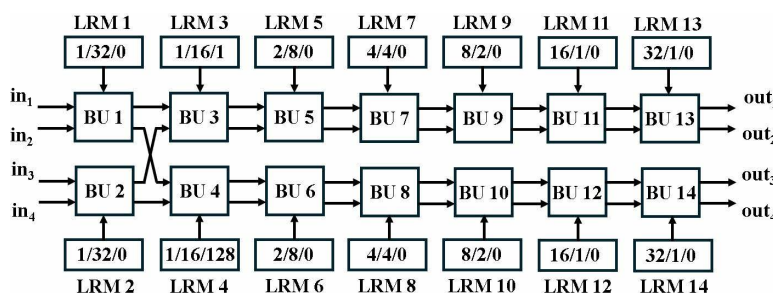 LRM 1 LRM 3 LRM 5 LRM 7 LRM 9 LRM 11 LRM 13
1/32/0 1/16/1 2/8/0 4/4/0 8/2/0 16/1/0 32/1/0
in1 out
in2 out2
BU 1 BU 3 BU 5 BU 7 BU 9 BU 11 BU 13
in3 out3
in4 out4
BU 2 BU 4 BU 6 BU 8 BU 10 BU 12 BU 14
1/32/0 1/16/128 2/8/0 4/4/0 8/2/0 16/1/0 32/1/0
LRM 2 LRM 4 LRM 6 LRM 8 LRM 10 LRM 12 LRM 14